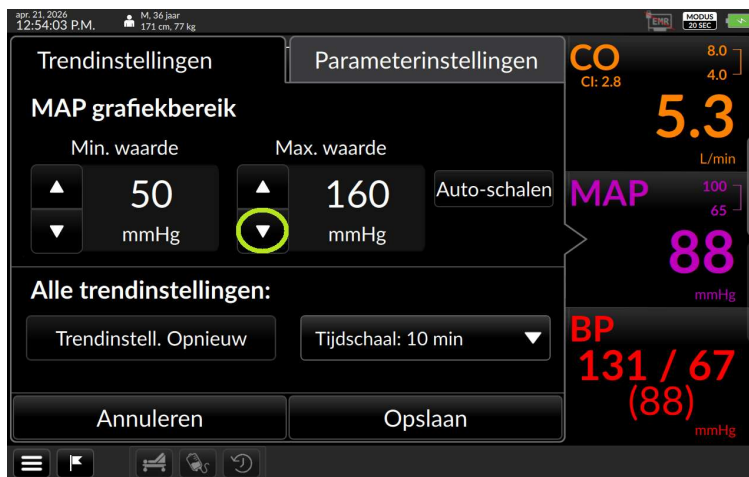 apr. 21, 2026
12:54:03 P.M.
M, 36 jaar
171 cm, 77 kg
EMR
MODUS
20 SEC
Trendinstellingen
Parameterinstellingen
MAP grafiekbereik
Min. waarde
Max. waarde
50
mmHg
160
mmHg
Auto-schalen
Alle trendinstellingen:
Trendinstell. Opnieuw
Tijdschaal: 10 min
Annuleren
Opslaan
CO
CI: 2.8
8.0
4.0
5.3
L/min
MAP
100
65
88
mmHg
BP
131 / 67
(88)
mmHg